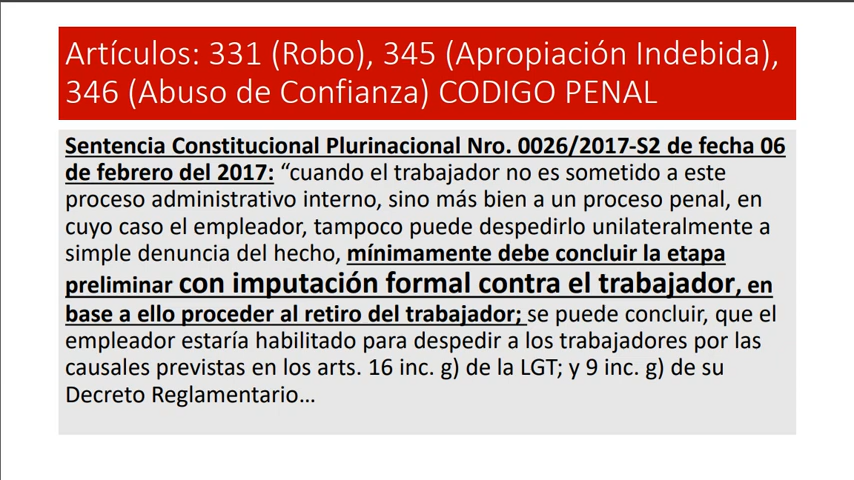 Artículos: 331 (Robo), 345 (Apropiación Indebida),
346 (Abuso de Confianza) CODIGO PENAL
Sentencia Constitucional Plurinacional Nro. 0026/2017-S2 de fecha 06
de febrero del 2017: “cuando el trabajador no es sometido a este
proceso administrativo interno, sino más bien a un proceso penal, en
cuyo caso el empleador, tampoco puede despedirlo unilateralmente a
simple denuncia del hecho, mínimamente debe concluir la etapa
preliminar con imputación formal contra el trabajador, en
base a ello proceder al retiro del trabajador; se puede concluir, que el
empleador estaría habilitado para despedir a los trabajadores por las
causales previstas en los arts. 16 inc. g) de la LGT; y 9 inc. g) de su
Decreto Reglamentario...